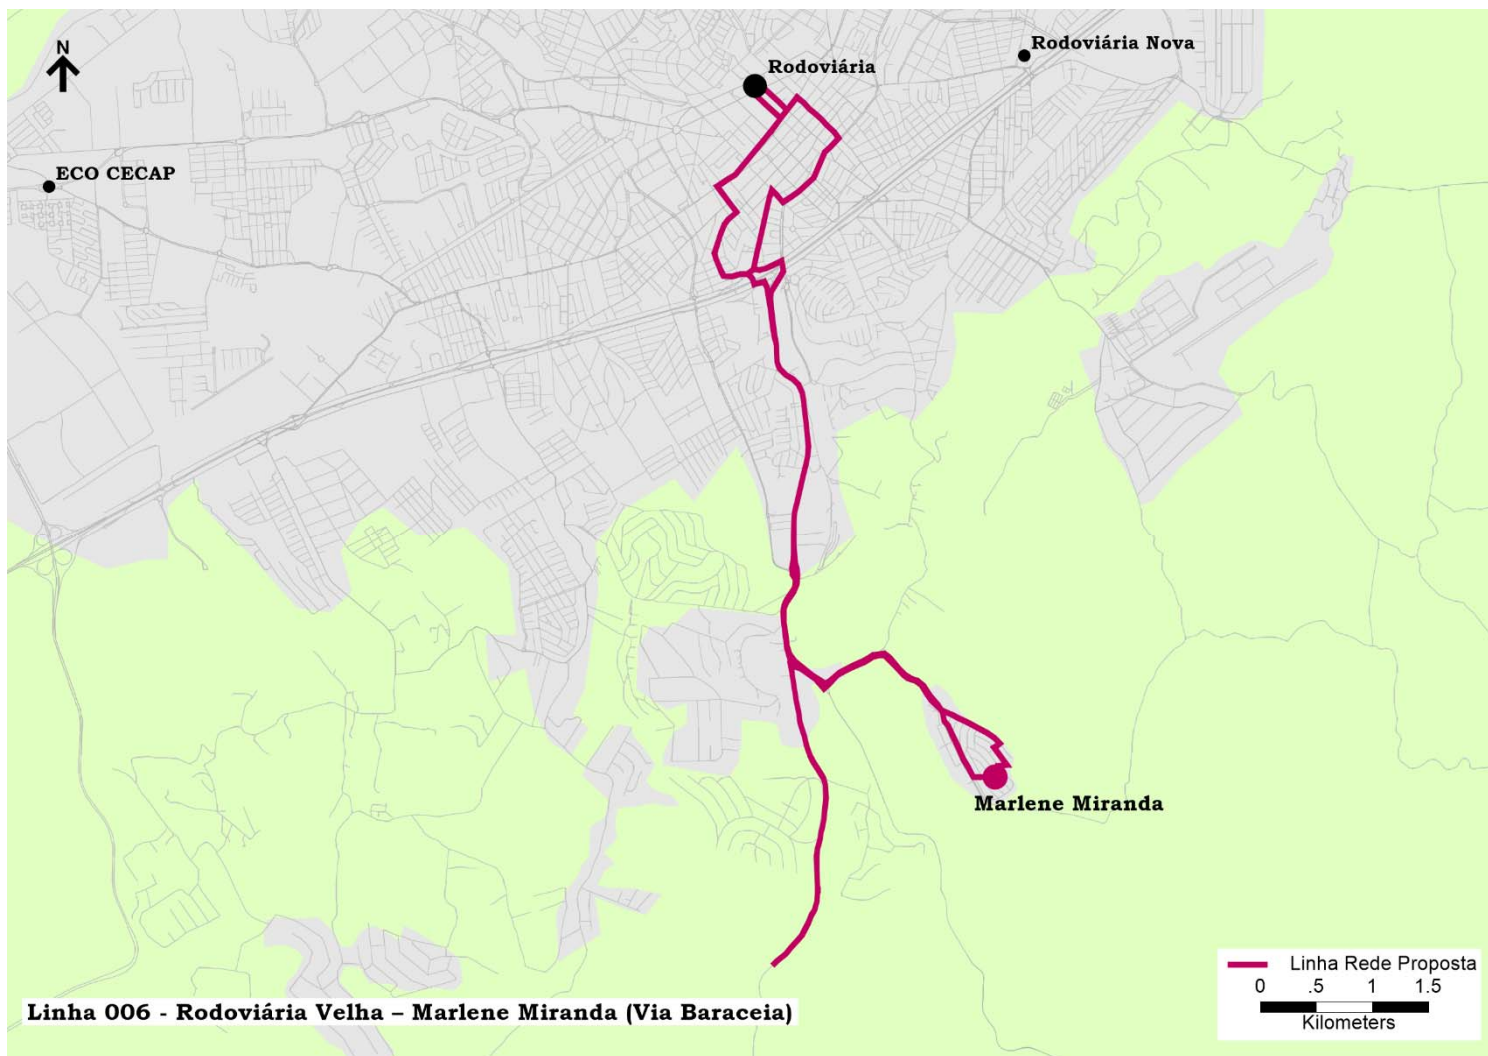 N
Rodoviária Nova
Rodoviária
ECO CECAP
Marlene Miranda
Linha Rede Proposta
0 .5 1 1.5
Kilometers
Linha 006 - Rodoviária Velha – Marlene Miranda (Via Baraceia)